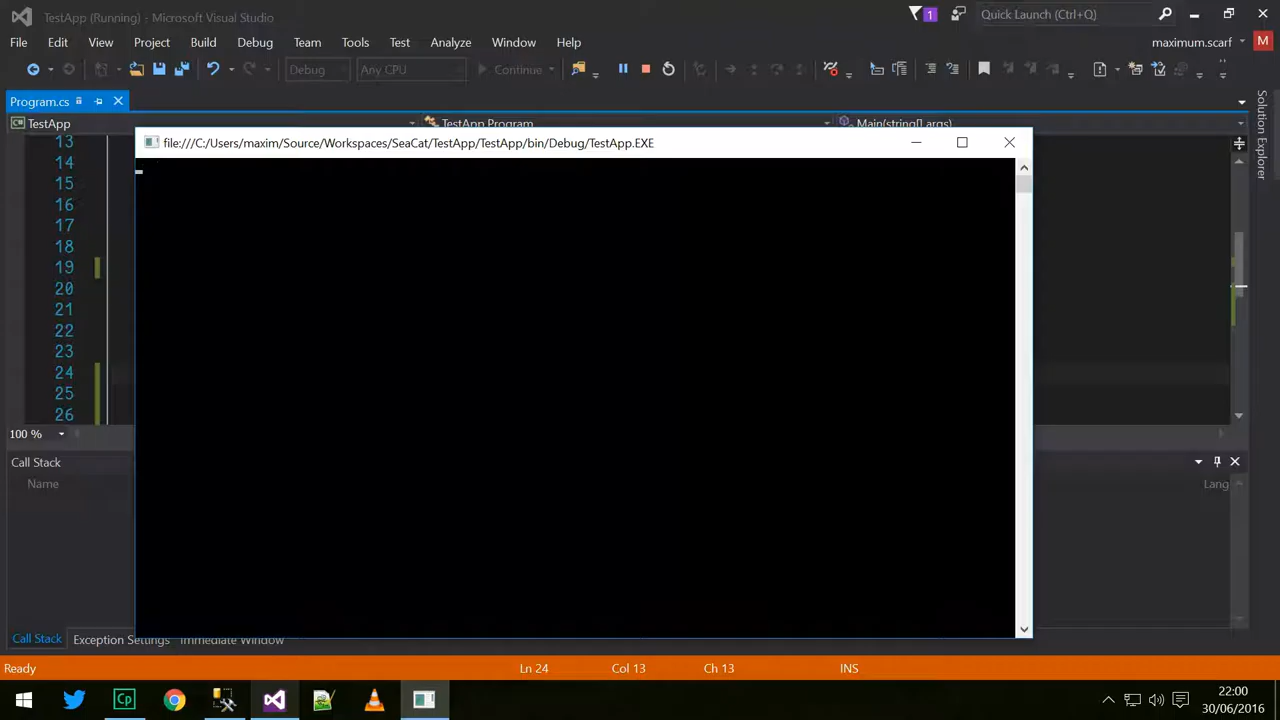 TestApp (Running) - Microsoft Visual Studio
1
Quick Launch (Ctrl+Q)
File Edit View Project Build Debug Team Tools Test Analyze Window Help
maximum.scarf M
Debug Any CPU Continue
Program.cs
TestApp TestApp.Program Main(string[] args)
file:///C:/Users/maxim/Source/Workspaces/SeaCat/TestApp/TestApp/bin/Debug/TestApp.EXE
Solution Explorer
13
14
15
16
17
18
19
20
21
22
23
24
25
26
100 %
Call Stack
Name Lang
Call Stack Exception Settings Immediate Window
Ready Ln 24 Col 13 Ch 13 INS
Cp
22:00
30/06/2016